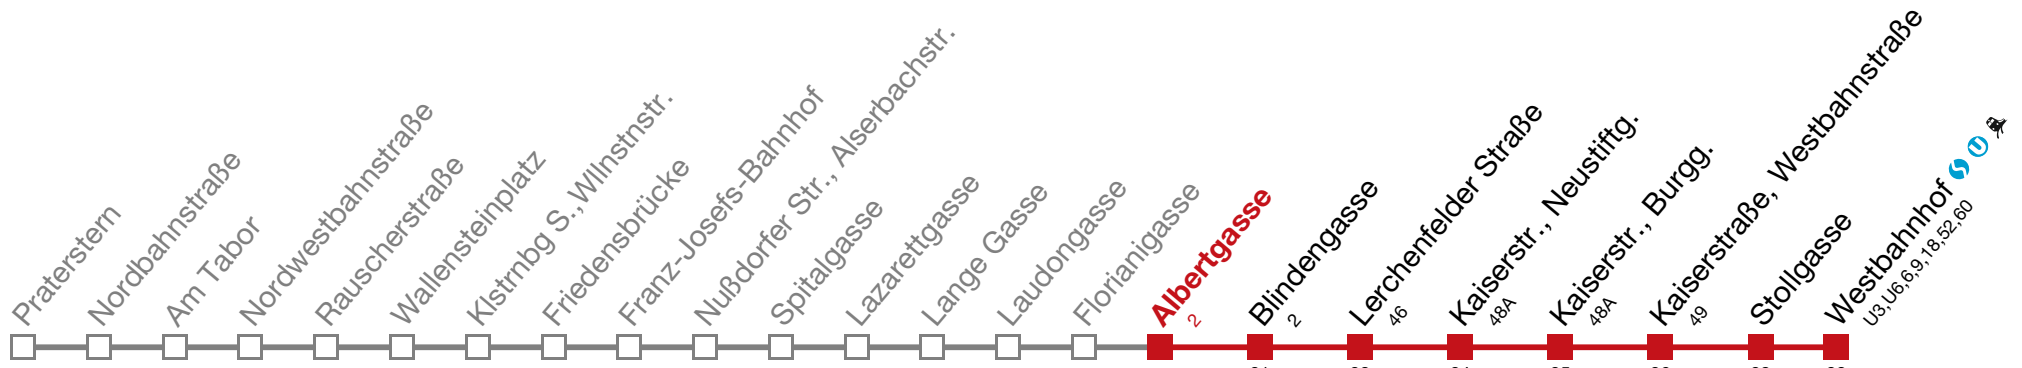 Praterstern
Nordbahnstraße
Am Tabor
Nordwestbahnstraße
Rauscherstraße
Wallensteinplatz
Klstrnbg S., Wllnstnstr.
Friedensbrücke
Franz-Josefs-Bahnhof
Nußdorfer Str., Alserbachstr.
Spitalgasse
Lazarettgasse
Lange Gasse
Laudongasse
Florianigasse
Albertgasse
2
Blindengasse
2
Lerchenfelder Straße
46
Kaiserstr., Neustiftg.
48A
Kaiserstr., Burgg.
48A
Kaiserstraße, Westbahnstraße
49
Stollgasse
Westbahnhof S U
U3,U6,6,9,18,52,60